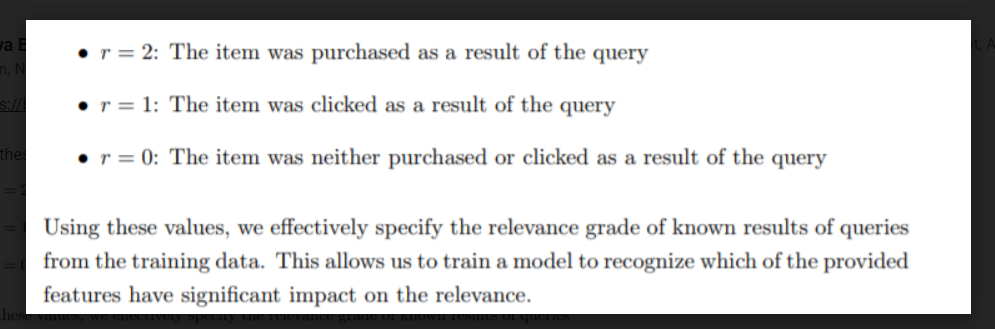 • r = 2: The item was purchased as a result of the query
• r = 1: The item was clicked as a result of the query
• r = 0: The item was neither purchased or clicked as a result of the query
Using these values, we effectively specify the relevance grade of known results of queries
from the training data. This allows us to train a model to recognize which of the provided
features have significant impact on the relevance.